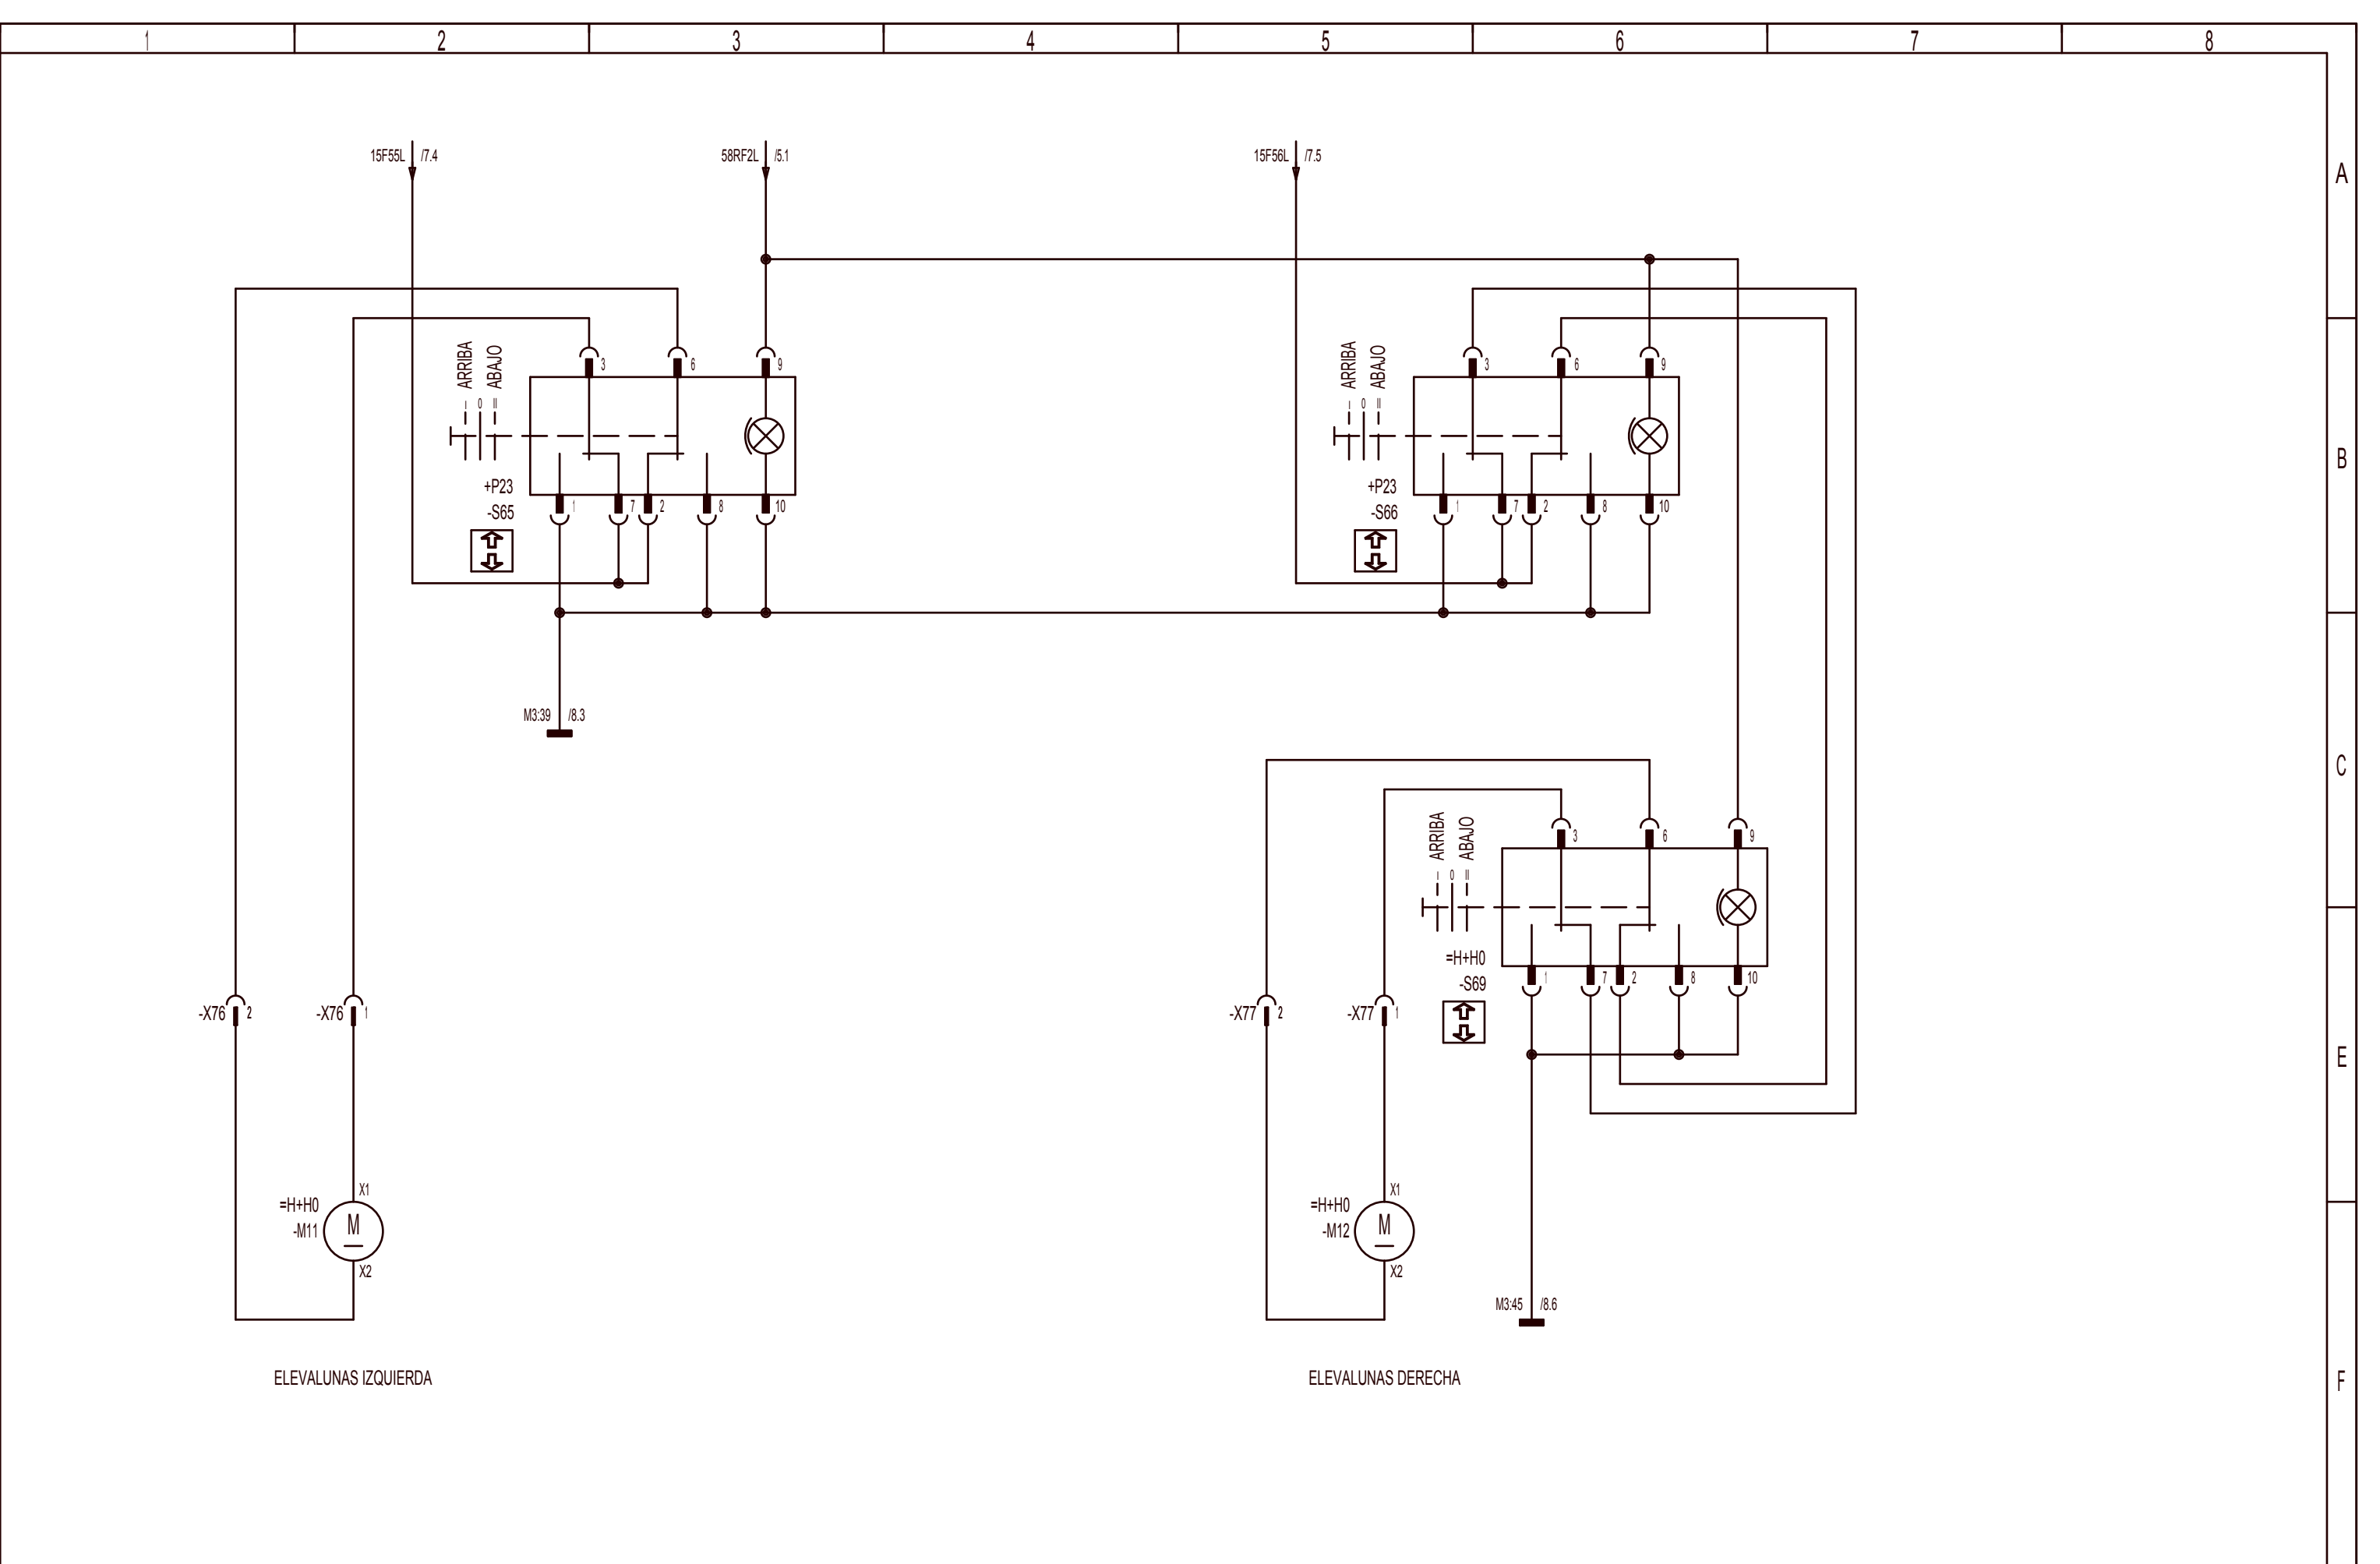 1 2 3 4 5 6 7 8
15F55L /7.4 58RF2L /5.1 15F56L /7.5
A
ARRIBA
ABAJO
I 0 II
3 6 9
+P23
-S65
1 7 2 8 10
ARRIBA
ABAJO
I 0 II
3 6 9
+P23
-S66
1 7 2 8 10
B
M3:39 /8.3
C
ARRIBA
ABAJO
I 0 II
3 6 9
=H+H0
-S69
1 7 2 8 10
-X76 2 -X76 1 -X77 2 -X77 1
E
=H+H0
-M11
X1
M
X2
=H+H0
-M12
X1
M
X2
M3:45 /8.6
ELEVALUNAS IZQUIERDA ELEVALUNAS DERECHA
F